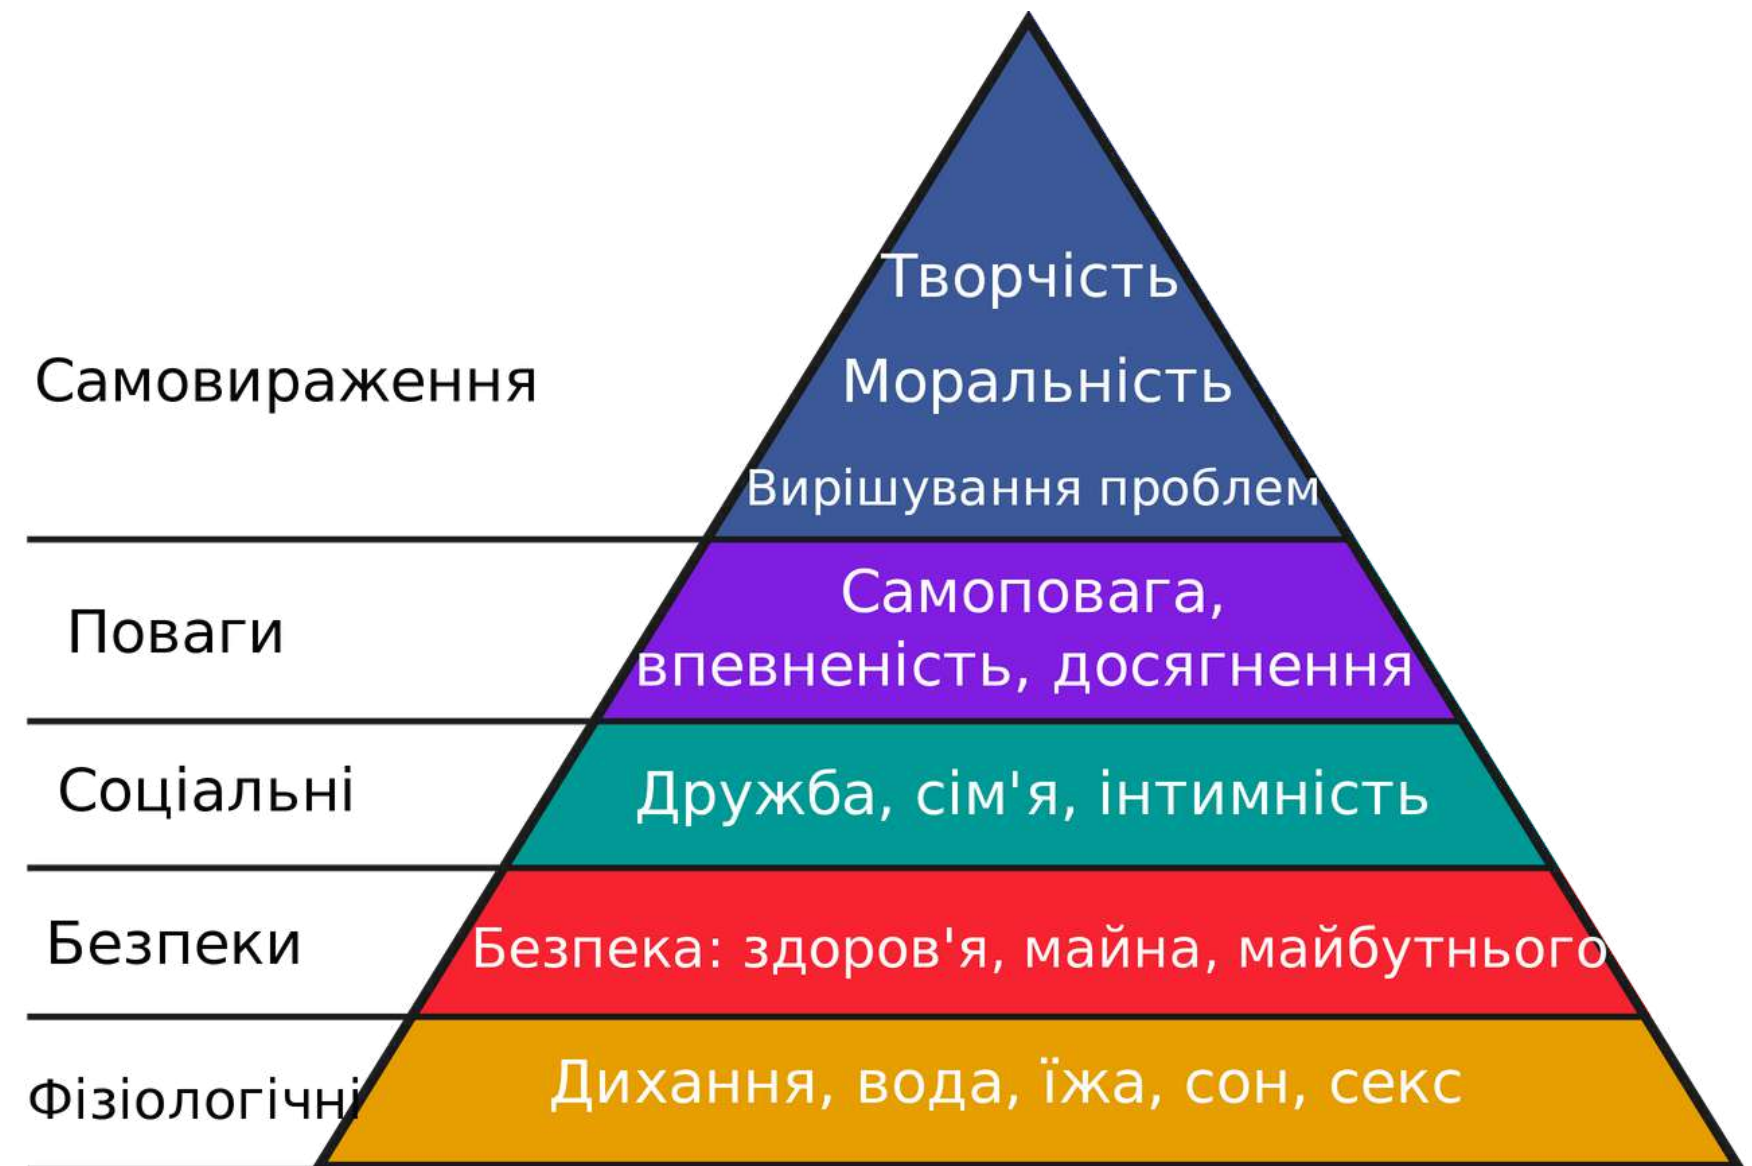 Творчість
Самовираження
Моральність
Вирішування проблем
Поваги
Самоповага,
впевненість, досягнення
Соціальні
Дружба, сім'я, інтимність
Безпеки
Безпека: здоров'я, майна, майбутнього
Фізіологічні
Дихання, вода, їжа, сон, секс